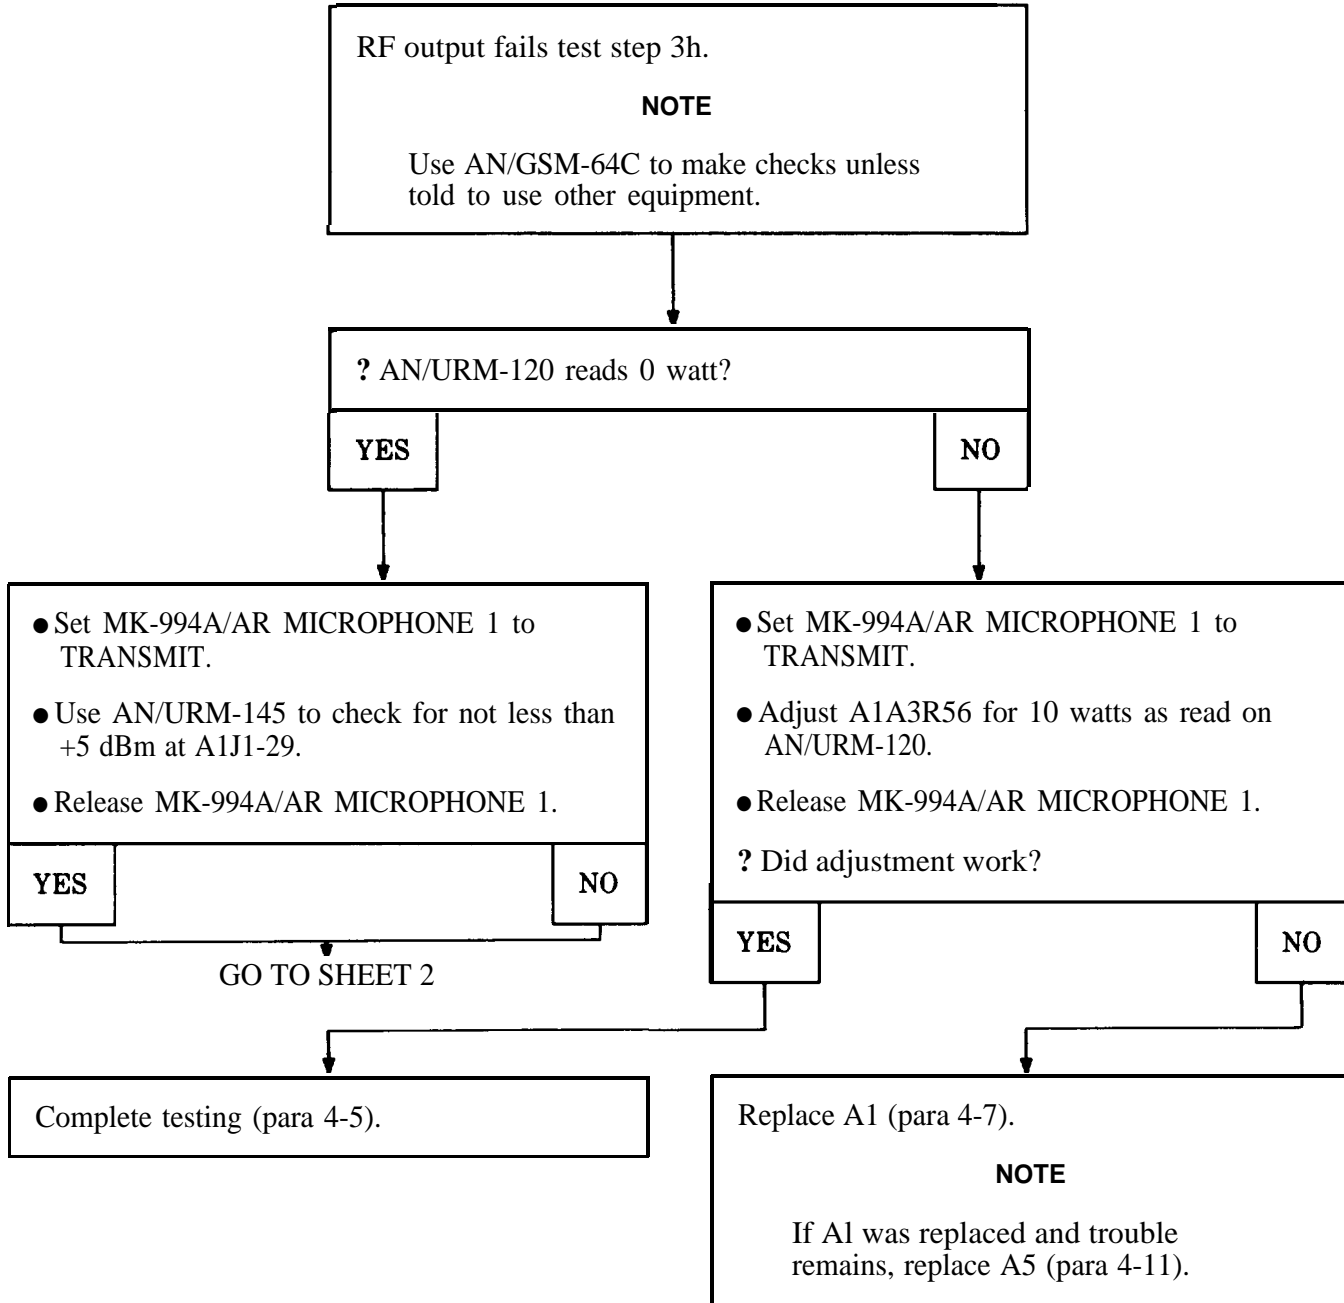 RF output fails test step 3h.
NOTE
Use AN/GSM-64C to make checks unless
told to use other equipment.
? AN/URM-120 reads 0 watt?
YES
NO
● Set MK-994A/AR MICROPHONE 1 to
TRANSMIT.
● Use AN/URM-145 to check for not less than
+5 dBm at A1J1-29.
● Release MK-994A/AR MICROPHONE 1.
YES
NO
GO TO SHEET 2
● Set MK-994A/AR MICROPHONE 1 to
TRANSMIT.
● Adjust A1A3R56 for 10 watts as read on
AN/URM-120.
● Release MK-994A/AR MICROPHONE 1.
? Did adjustment work?
YES
NO
Complete testing (para 4-5).
Replace A1 (para 4-7).
NOTE
If Al was replaced and trouble
remains, replace A5 (para 4-11).